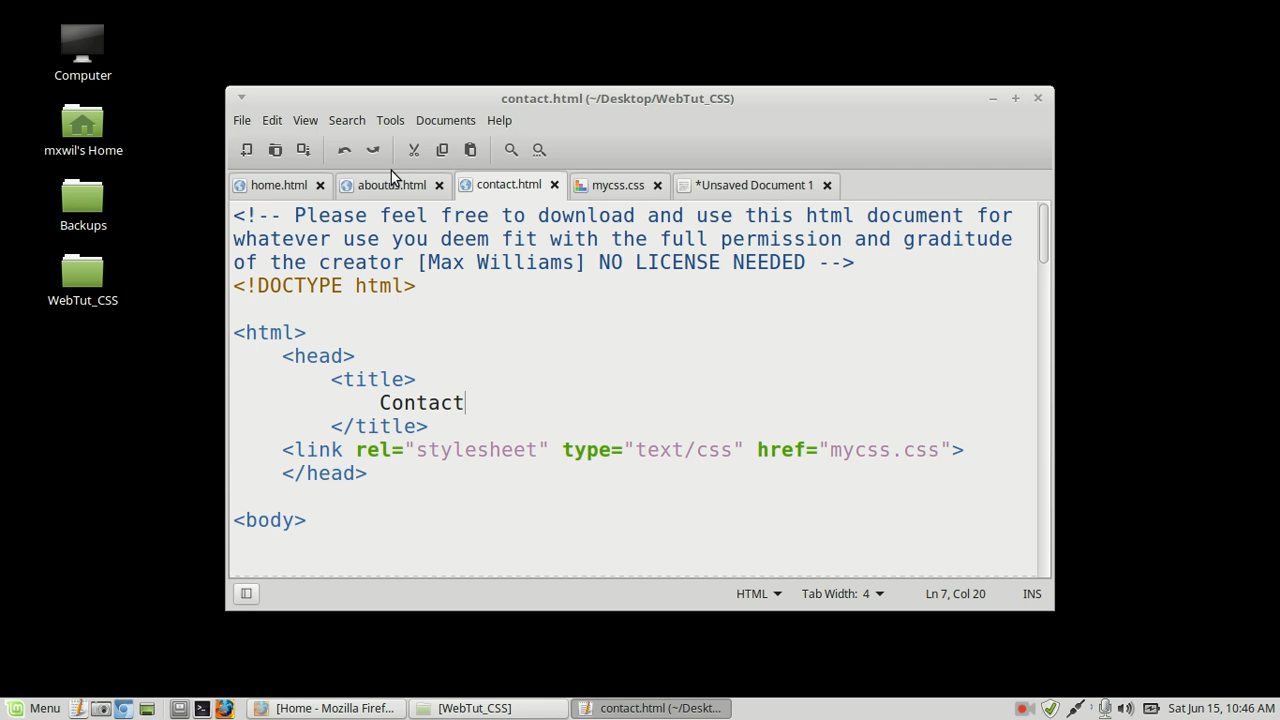 Computer
mxwil's Home
Backups
WebTut_CSS
contact.html (~/Desktop/WebTut_CSS)
File Edit View Search Tools Documents Help
home.html aboutus.html contact.html mycss.css *Unsaved Document 1
<!-- Please feel free to download and use this html document for
whatever use you deem fit with the full permission and graditude
of the creator [Max Williams] NO LICENSE NEEDED -->
<!DOCTYPE html>
<html>
<head>
<title>
Contact
</title>
<link rel="stylesheet" type="text/css" href="mycss.css">
</head>
<body>
HTML Tab Width: 4 Ln 7, Col 20 INS
Menu [Home - Mozilla Firef... [WebTut_CSS] contact.html (~/Deskt... Sat Jun 15, 10:46 AM